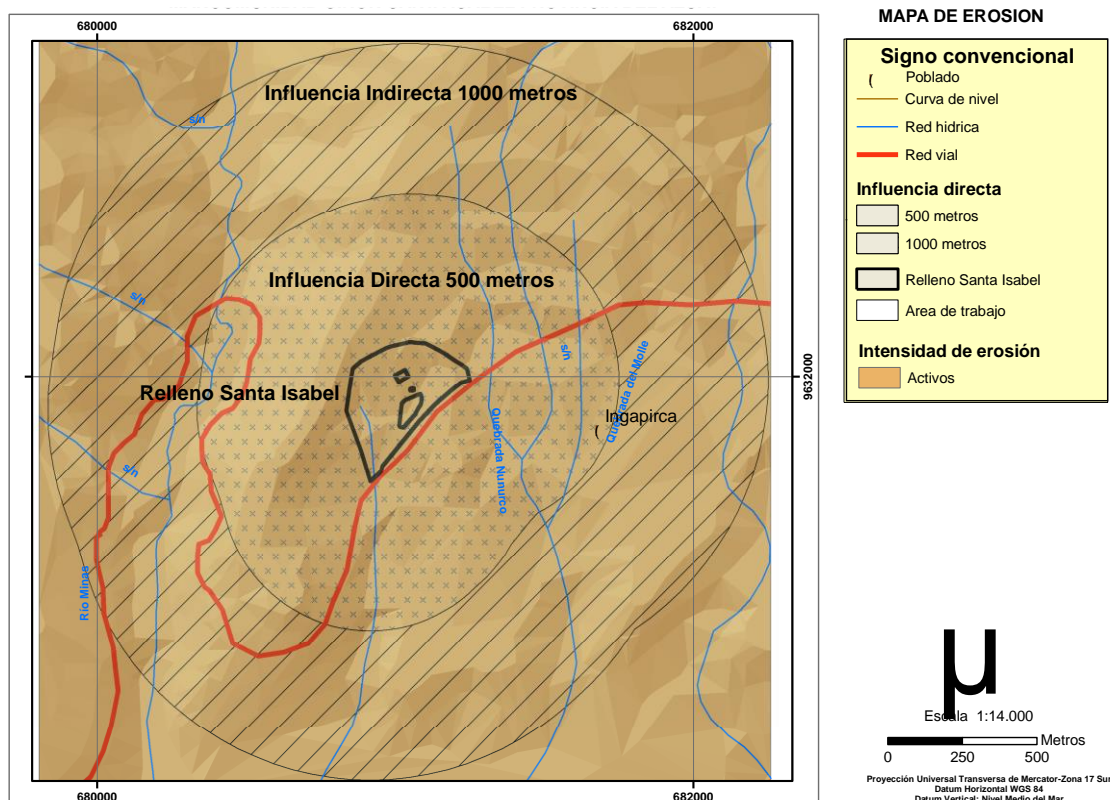 680000
682000
MAPA DE EROSION
Signo convencional
( Poblado
Curva de nivel
Red hidrica
Red vial
Influencia directa
500 metros
1000 metros
Relleno Santa Isabel
Area de trabajo
Intensidad de erosión
Activos
Influencia Indirecta 1000 metros
s/n
Influencia Directa 500 metros
s/n
s/n
Quebrada del Molle
9632000
Relleno Santa Isabel
Ingapirca
(
Quebrada Nunurco
s/n
Río Minas
µ
Escala 1:14.000
Metros
0 250 500
Proyección Universal Transversa de Mercator-Zona 17 Sur
Datum Horizontal WGS 84
Datum Vertical: Nivel Medio del Mar
680000
682000